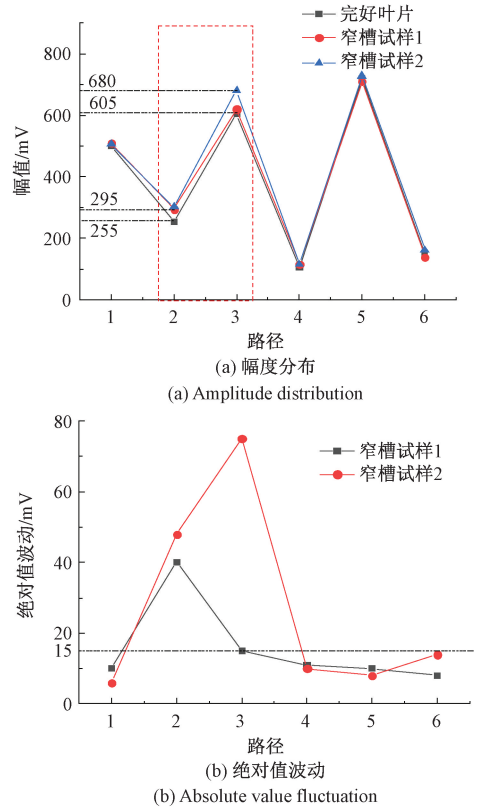 完好叶片
窄槽试样1
窄槽试样2
800
600
400
200
0
680
605
295
255
幅值/mV
1 2 3 4 5 6
路径
(a) 幅度分布
(a) Amplitude distribution
80
60
40
20
15
0
窄槽试样1
窄槽试样2
绝对值波动/mV
1 2 3 4 5 6
路径
(b) 绝对值波动
(b) Absolute value fluctuation